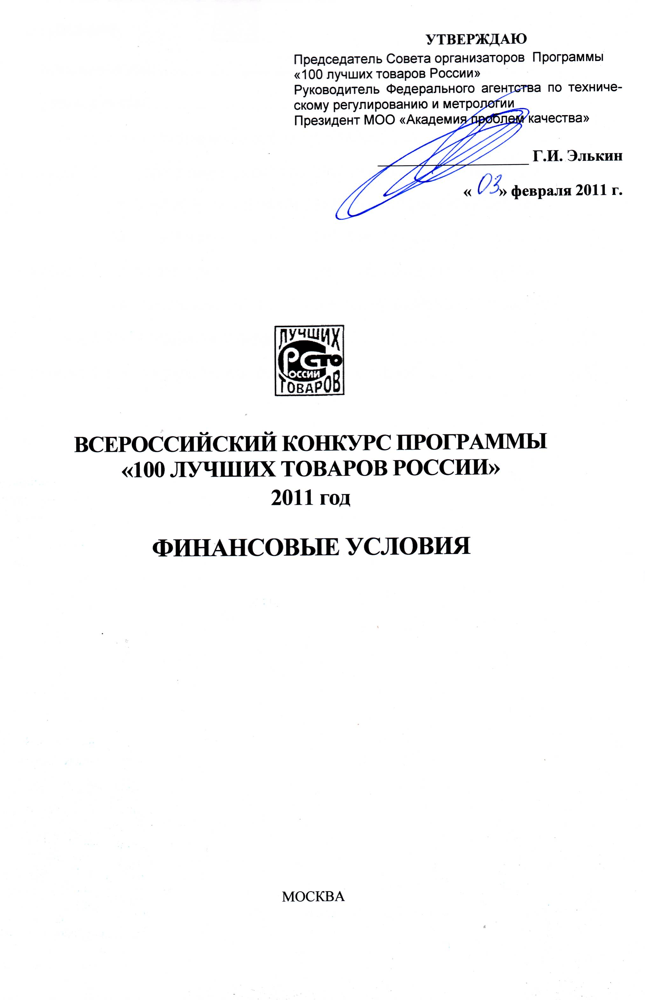 УТВЕРЖДАЮ
Председатель Совета организаторов Программы
«100 лучших товаров России»
Руководитель Федерального агентства по техниче-
скому регулированию и метрологии
Президент МОО «Академия проблем качества»
Г.И. Элькин
« 03 » февраля 2011 г.
ЛУЧШИХ
РС СТО
ОССИИ
ТОВАРОВ
ВСЕРОССИЙСКИЙ КОНКУРС ПРОГРАММЫ
«100 ЛУЧШИХ ТОВАРОВ РОССИИ»
2011 год
ФИНАНСОВЫЕ УСЛОВИЯ
МОСКВА